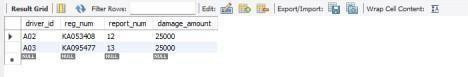 Result Grid Filter Rows: Edit: Export/Import: Wrap Cell Content:
driver_id reg_num report_num damage_amount
A02 KA053408 12 25000
A03 KA095477 13 25000
NULL NULL NULL NULL